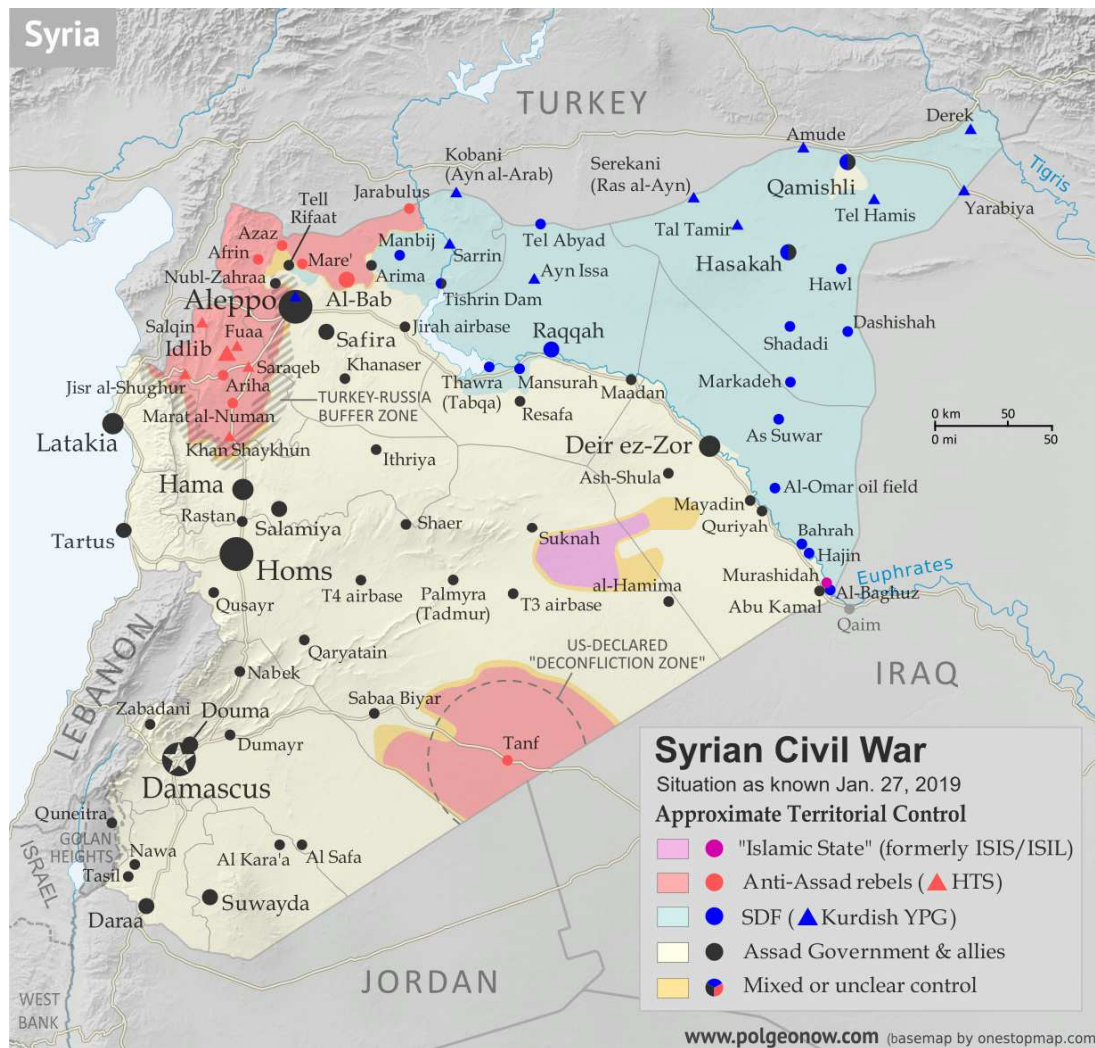 Syria
TURKEY
Derek
Amude
Kobani
(Ayn al-Arab)
Serekani
(Ras al-Ayn)
Tigris
Qamishli
Jarabulus
Tell
Rifaat
Yarabiya
Tel Hamis
Azaz
Manbij
Tel Abyad
Tal Tamir
Afrin
Mare'
Sarrin
Hasakah
Nubl-Zahraa
Arima
Ayn Issa
Hawl
Aleppo
Al-Bab
Tishrin Dam
Salqin
Fuaa
Safira
Jirah airbase
Raqqah
Shadadi
Dashishah
Idlib
Saraqeb
Khanaser
Jisr al-Shughur
Ariha
Thawra
(Tabqa)
Mansurah
Maadan
Markadeh
TURKEY-RUSSIA
BUFFER ZONE
Resafa
Marat al-Numan
0 km 50
0 mi 50
Latakia
As Suwar
Khan Shaykhun
Ithriya
Deir ez-Zor
Ash-Shula
Hama
Al-Omar oil field
Mayadin
Rastan
Salamiya
Shaer
Quriyah
Tartus
Suknah
Bahrah
Hajin
Homs
Euphrates
Murashidah
al-Hamima
Al-Baghuz
T4 airbase
Palmyra
(Tadmur)
T3 airbase
Abu Kamal
Qusayr
Qaim
Qaryatain
US-DECLARED
"DECONFLICTION ZONE"
IRAQ
LEBANON
Nabek
Sabaa Biyar
Zabadani
Douma
Dumayr
Tanf
Damascus
Quneitra
GOLAN
HEIGHTS
ISRAEL
Nawa
Al Kara'a
Al Safa
Tasil
Daraa
Suwayda
JORDAN
WEST
BANK
Syrian Civil War
Situation as known Jan. 27, 2019
Approximate Territorial Control
"Islamic State" (formerly ISIS/ISIL)
Anti-Assad rebels (▲ HTS)
SDF (▲ Kurdish YPG)
Assad Government & allies
Mixed or unclear control
www.polgeonow.com (basemap by onestopmap.com)